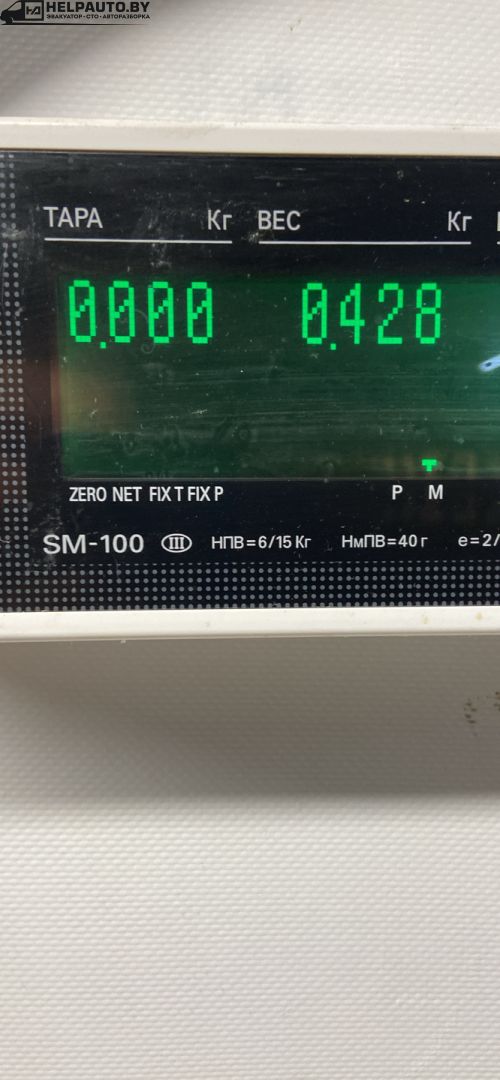 HELPAUTO.BY
ЭВАКУАТОР•СТО•АВТОРАЗБОРКА
ТАРА Кг ВЕС Кг
0.000 0.428
ZERO NET FIX T FIX P P M
SM-100 III НПВ=6/15 Кг НмПВ=40 г e=2/